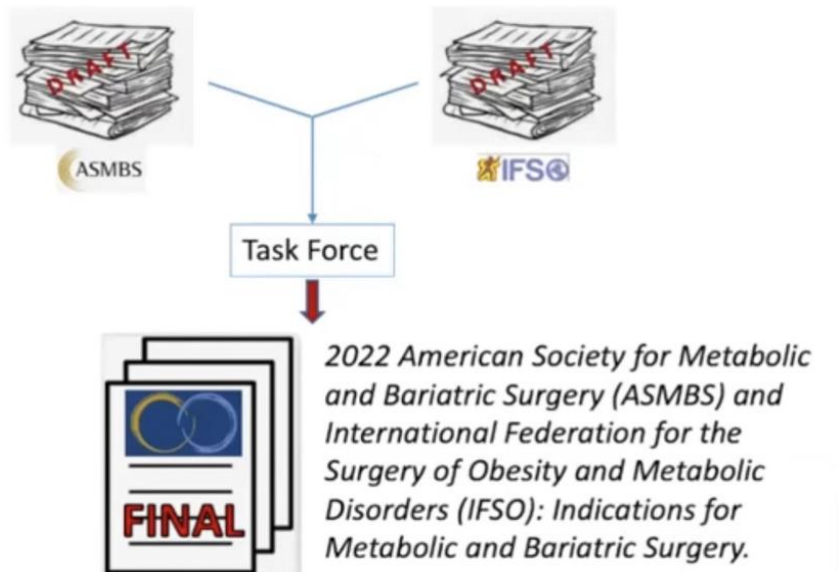 DRAFT
DRAFT
ASMBS
IFSO
Task Force
FINAL
2022 American Society for Metabolic
and Bariatric Surgery (ASMBS) and
International Federation for the
Surgery of Obesity and Metabolic
Disorders (IFSO): Indications for
Metabolic and Bariatric Surgery.